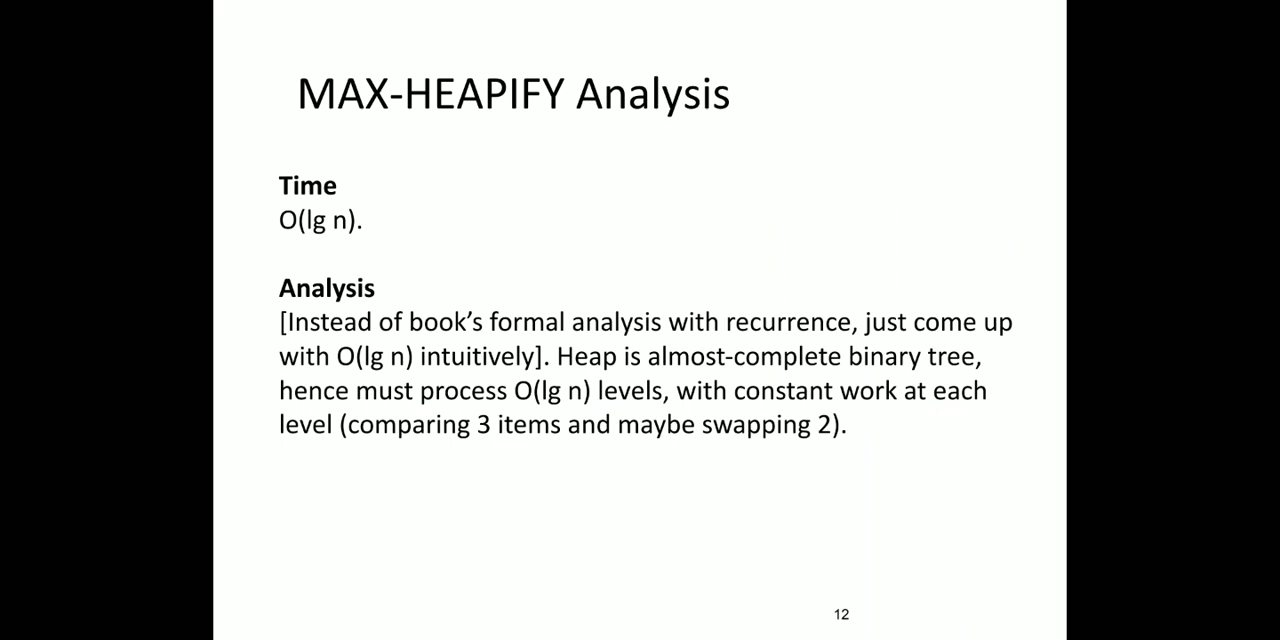 MAX-HEAPIFY Analysis
Time
O(lg n).
Analysis
[Instead of book’s formal analysis with recurrence, just come up
with O(lg n) intuitively]. Heap is almost-complete binary tree,
hence must process O(lg n) levels, with constant work at each
level (comparing 3 items and maybe swapping 2).
12